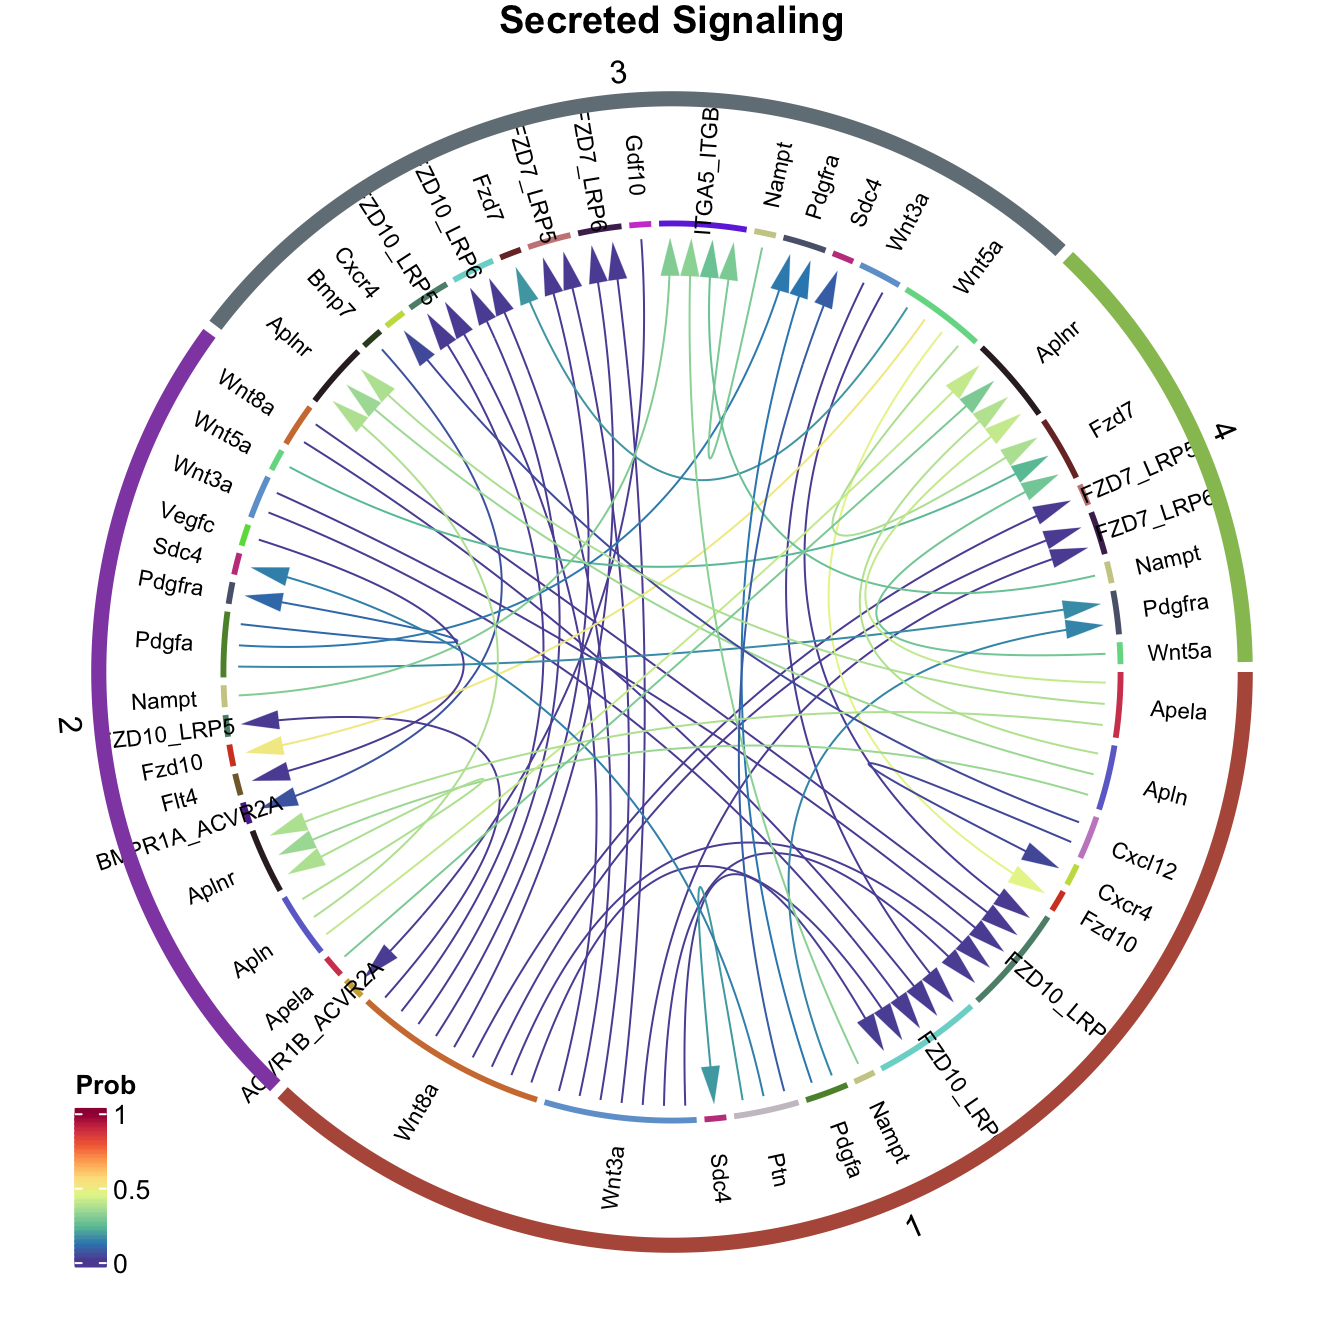 Secreted Signaling
3
Gdf10
ITGA5_ITGB
Nampt
Pdgfra
Sdc4
Wnt3a
Wnt5a
4
Aplnr
Fzd7
FZD7_LRP5
FZD7_LRP6
Nampt
Pdgfra
Wnt5a
1
Apela
Apln
Cxcl12
Cxcr4
Fzd10
FZD10_LRP
FZD10_LRP
Nampt
Pdgfa
Ptn
Sdc4
Wnt3a
Wnt8a
ACVR1B_ACVR2A
2
Apela
Apln
Aplnr
BMPR1A_ACVR2A
Flt4
Fzd10
FZD10_LRP5
Nampt
Pdgfa
Pdgfra
Sdc4
Vegfc
Wnt3a
Wnt5a
Wnt8a
Aplnr
Bmp7
Cxcr4
FZD10_LRP5
FZD10_LRP6
Fzd7
FZD7_LRP5
FZD7_LRP6
Prob
1
0.5
0